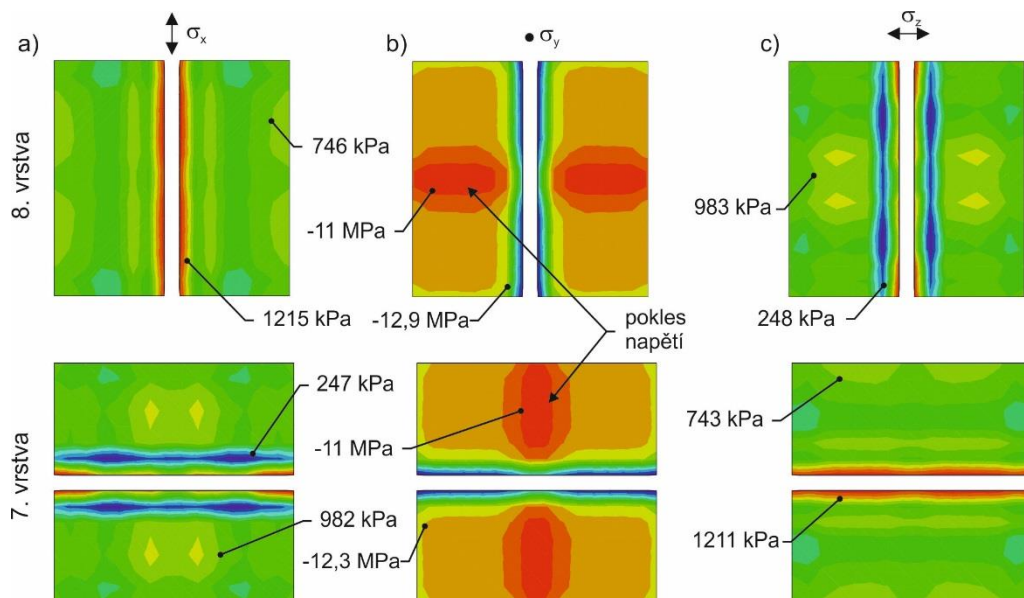 a)
σx
b)
σy
c)
σz
8. vrstva
746 kPa
-11 MPa
983 kPa
1215 kPa
-12,9 MPa
248 kPa
pokles
napětí
7. vrstva
247 kPa
-11 MPa
743 kPa
982 kPa
-12,3 MPa
1211 kPa